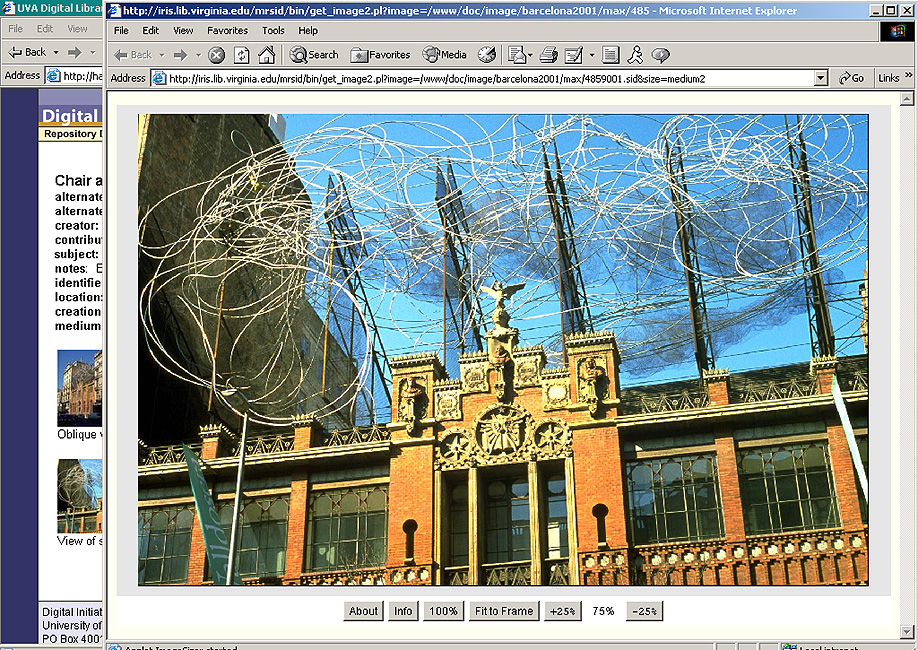 UVA Digital Librar
File Edit View
Back
Address http://ha
Digital
Repository D
Chair a
alternate
alternate
creator:
contribut
subject:
notes: E
identifie
location:
creation
medium
Oblique v
View of s
Digital Initiat
University of
PO Box 400
http://iris.lib.virginia.edu/mrsid/bin/get_image2.pl?image=/www/doc/image/barcelona2001/max/485 - Microsoft Internet Explorer
File Edit View Favorites Tools Help
Back Search Favorites Media
Address http://iris.lib.virginia.edu/mrsid/bin/get_image2.pl?image=/www/doc/image/barcelona2001/max/4859001.sid&size=medium2 Go Links »
About Info 100% Fit to Frame +25% 75% -25%
Applet ImageSizer started
Local intranet